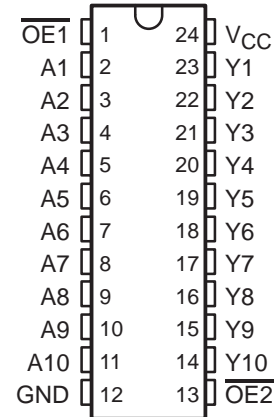 O̅E̅1̅ 1 24 VCC
A1 2 23 Y1
A2 3 22 Y2
A3 4 21 Y3
A4 5 20 Y4
A5 6 19 Y5
A6 7 18 Y6
A7 8 17 Y7
A8 9 16 Y8
A9 10 15 Y9
A10 11 14 Y10
GND 12 13 O̅E̅2̅